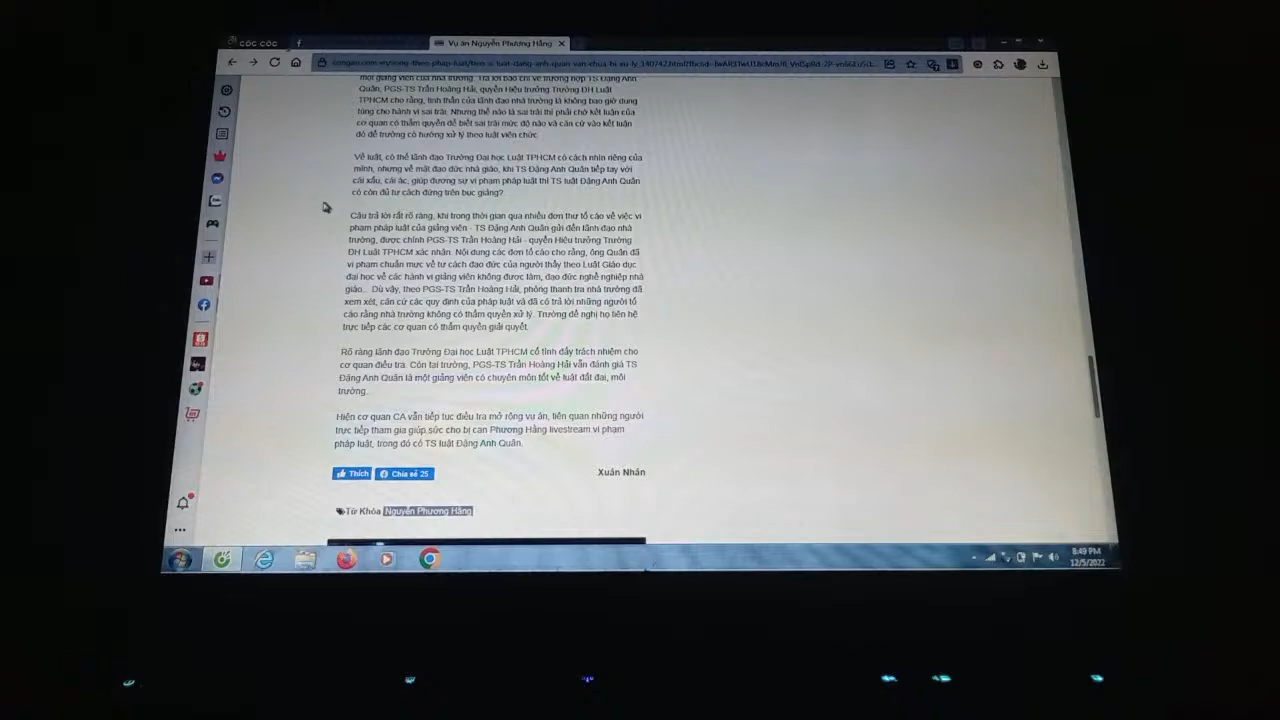 cốc cốc
Vụ án Nguyễn Phương Hằng
một giảng viên của nhà trường. Trả lời báo chí về trường hợp TS Đặng Anh
Quân, PGS-TS Trần Hoàng Hải, quyền Hiệu trưởng Trường ĐH Luật
TPHCM cho rằng, tinh thần của lãnh đạo nhà trường là không bao giờ dung
túng cho hành vi sai trái. Nhưng thế nào là sai trái thì phải chờ kết luận của
cơ quan có thẩm quyền để biết sai trái mức độ nào và căn cứ vào kết luận
đó để trường có hướng xử lý theo luật viên chức.
Về luật, có thể lãnh đạo Trường Đại học Luật TPHCM có cách nhìn riêng của
mình, nhưng về mặt đạo đức nhà giáo, khi TS Đặng Anh Quân tiếp tay với
cái xấu, cái ác, giúp đương sự vi phạm pháp luật thì TS luật Đặng Anh Quân
có còn đủ tư cách đứng trên bục giảng?
Câu trả lời rất rõ ràng, khi trong thời gian qua nhiều đơn thư tố cáo về việc vi
phạm pháp luật của giảng viên - TS Đặng Anh Quân gửi đến lãnh đạo nhà
trường, được chính PGS-TS Trần Hoàng Hải - quyền Hiệu trưởng Trường
ĐH Luật TPHCM xác nhận. Nội dung các đơn tố cáo cho rằng, ông Quân đã
vi phạm chuẩn mực về tư cách đạo đức của người thầy theo Luật Giáo dục
đại học về các hành vi giảng viên không được làm, đạo đức nghề nghiệp nhà
giáo... Dù vậy, theo PGS-TS Trần Hoàng Hải, phòng thanh tra nhà trường đã
xem xét, căn cứ các quy định của pháp luật và đã có trả lời những người tố
cáo rằng nhà trường không có thẩm quyền xử lý. Trường đề nghị họ liên hệ
trực tiếp các cơ quan có thẩm quyền giải quyết.
Rõ ràng lãnh đạo Trường Đại học Luật TPHCM cố tình đẩy trách nhiệm cho
cơ quan điều tra. Còn tại trường, PGS-TS Trần Hoàng Hải vẫn đánh giá TS
Đặng Anh Quân là một giảng viên có chuyên môn tốt về luật đất đai, môi
trường...
Hiện cơ quan CA vẫn tiếp tục điều tra mở rộng vụ án, liên quan những người
trực tiếp tham gia giúp sức cho bị can Phương Hằng livestream vi phạm
pháp luật, trong đó có TS luật Đặng Anh Quân.
Thích Chia sẻ 25
Xuân Nhân
Từ Khóa Nguyễn Phương Hằng
8:49 PM
12/5/2022